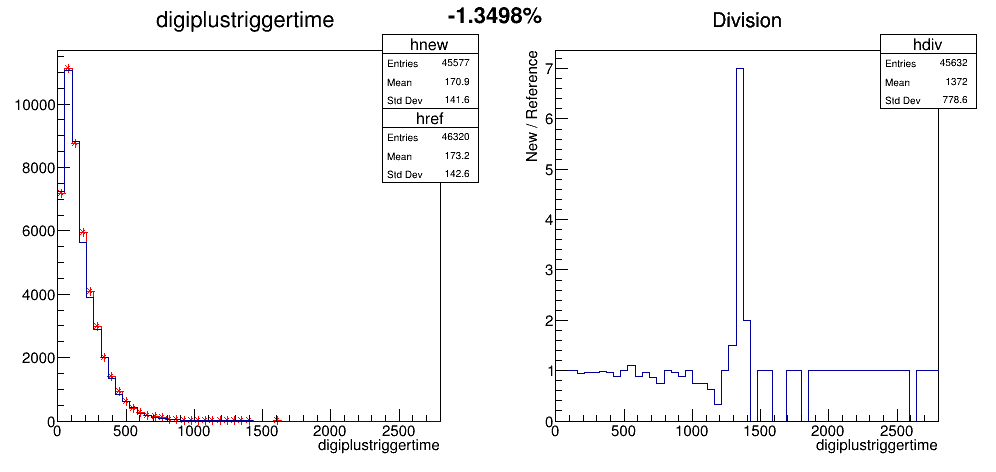 digiplustriggertime
-1.3498%
Division
hnew
Entries 45577
Mean 170.9
Std Dev 141.6
href
Entries 46320
Mean 173.2
Std Dev 142.6
10000
8000
6000
4000
2000
0
0 500 1000 1500 2000 2500
digiplustriggertime
hdiv
Entries 45632
Mean 1372
Std Dev 778.6
New / Reference
7
6
5
4
3
2
1
0
0 500 1000 1500 2000 2500
digiplustriggertime